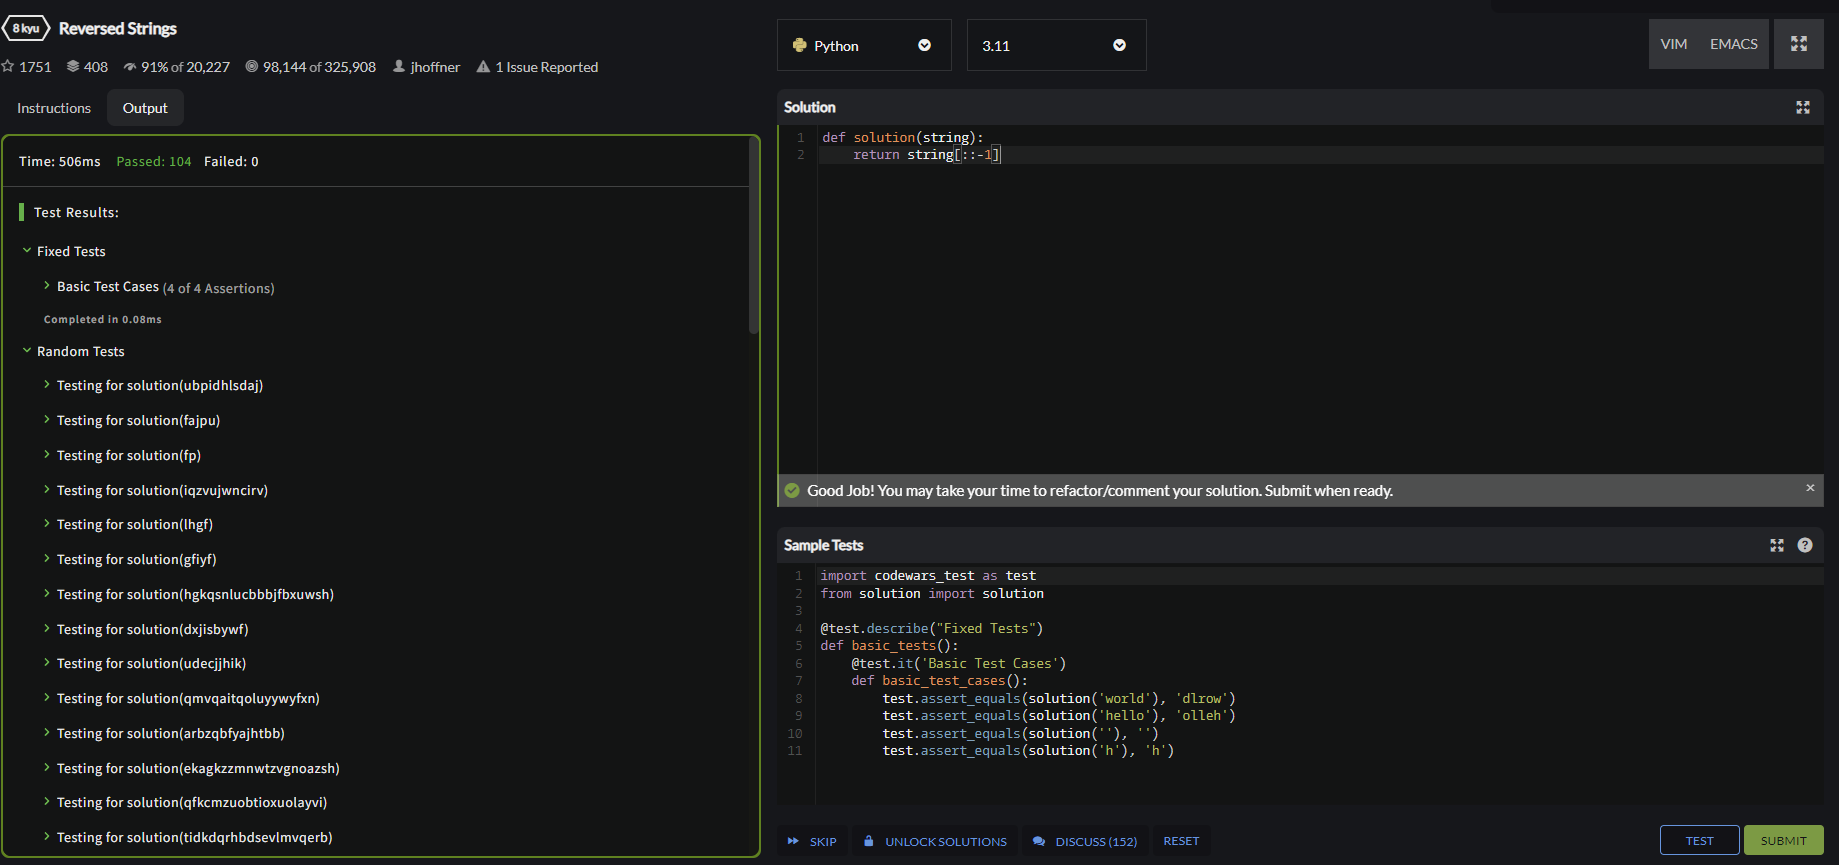 8 kyu Reversed Strings
1751 408 91% of 20,227 98,144 of 325,908 jhoffner 1 Issue Reported
Instructions Output
Time: 506ms Passed: 104 Failed: 0
Test Results:
Fixed Tests
Basic Test Cases (4 of 4 Assertions)
Completed in 0.08ms
Random Tests
Testing for solution(ubpidhlsdaj)
Testing for solution(fajpu)
Testing for solution(fp)
Testing for solution(iqzvujwncirv)
Testing for solution(lhgf)
Testing for solution(gfiyf)
Testing for solution(hgkqsnlucbbbjfbxuwsh)
Testing for solution(dxjisbywf)
Testing for solution(udecjjhik)
Testing for solution(qmvqaitqoluyywyfxn)
Testing for solution(arbzqbfyajhtbb)
Testing for solution(ekagkzzmnwtzvgnoazsh)
Testing for solution(qfkcmzuobtioxuolayvi)
Testing for solution(tidkdqrhbdsevlmvqerb)
Python 3.11 VIM EMACS
Solution
1 def solution(string):
2     return string[::-1]
Good Job! You may take your time to refactor/comment your solution. Submit when ready. ×
Sample Tests ?
1 import codewars_test as test
2 from solution import solution
3
4 @test.describe("Fixed Tests")
5 def basic_tests():
6     @test.it('Basic Test Cases')
7     def basic_test_cases():
8         test.assert_equals(solution('world'), 'dlrow')
9         test.assert_equals(solution('hello'), 'olleh')
10         test.assert_equals(solution(''), '')
11         test.assert_equals(solution('h'), 'h')
SKIP UNLOCK SOLUTIONS DISCUSS (152) RESET TEST SUBMIT